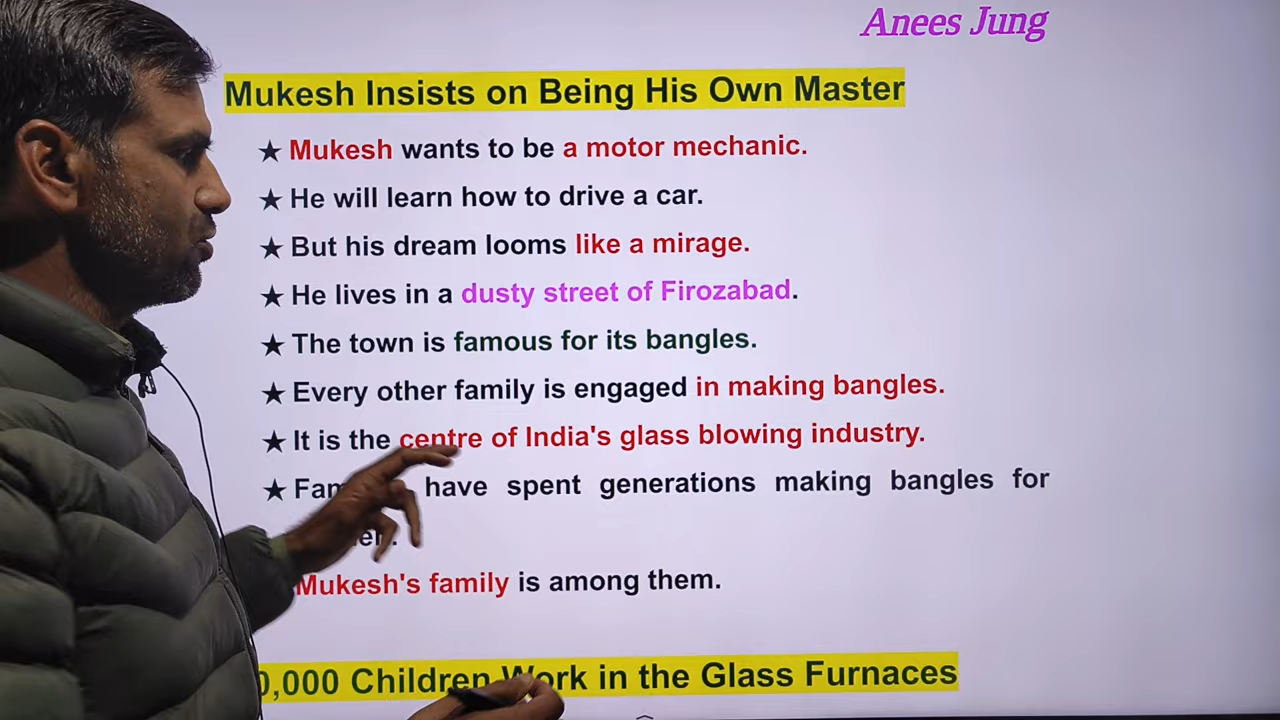 Anees Jung
Mukesh Insists on Being His Own Master
★ Mukesh wants to be a motor mechanic.
★ He will learn how to drive a car.
★ But his dream looms like a mirage.
★ He lives in a dusty street of Firozabad.
★ The town is famous for its bangles.
★ Every other family is engaged in making bangles.
★ It is the centre of India's glass blowing industry.
★ have spent generations making bangles for
Mukesh's family is among them.
0,000 Children Work in the Glass Furnaces